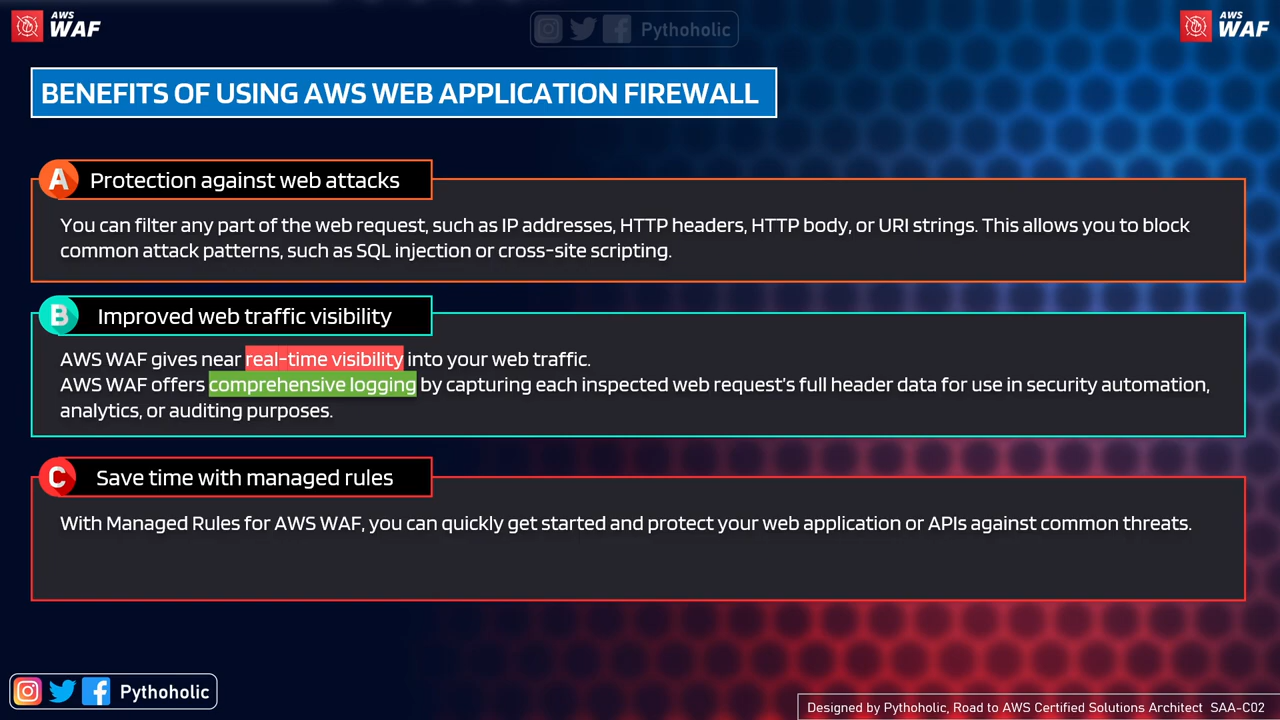 AWS
WAF
Pythoholic
AWS
WAF
BENEFITS OF USING AWS WEB APPLICATION FIREWALL
A
Protection against web attacks
You can filter any part of the web request, such as IP addresses, HTTP headers, HTTP body, or URI strings. This allows you to block
common attack patterns, such as SQL injection or cross-site scripting.
B
Improved web traffic visibility
AWS WAF gives near real-time visibility into your web traffic.
AWS WAF offers comprehensive logging by capturing each inspected web request's full header data for use in security automation,
analytics, or auditing purposes.
C
Save time with managed rules
With Managed Rules for AWS WAF, you can quickly get started and protect your web application or APIs against common threats.
Pythoholic
Designed by Pythoholic, Road to AWS Certified Solutions Architect SAA-C02